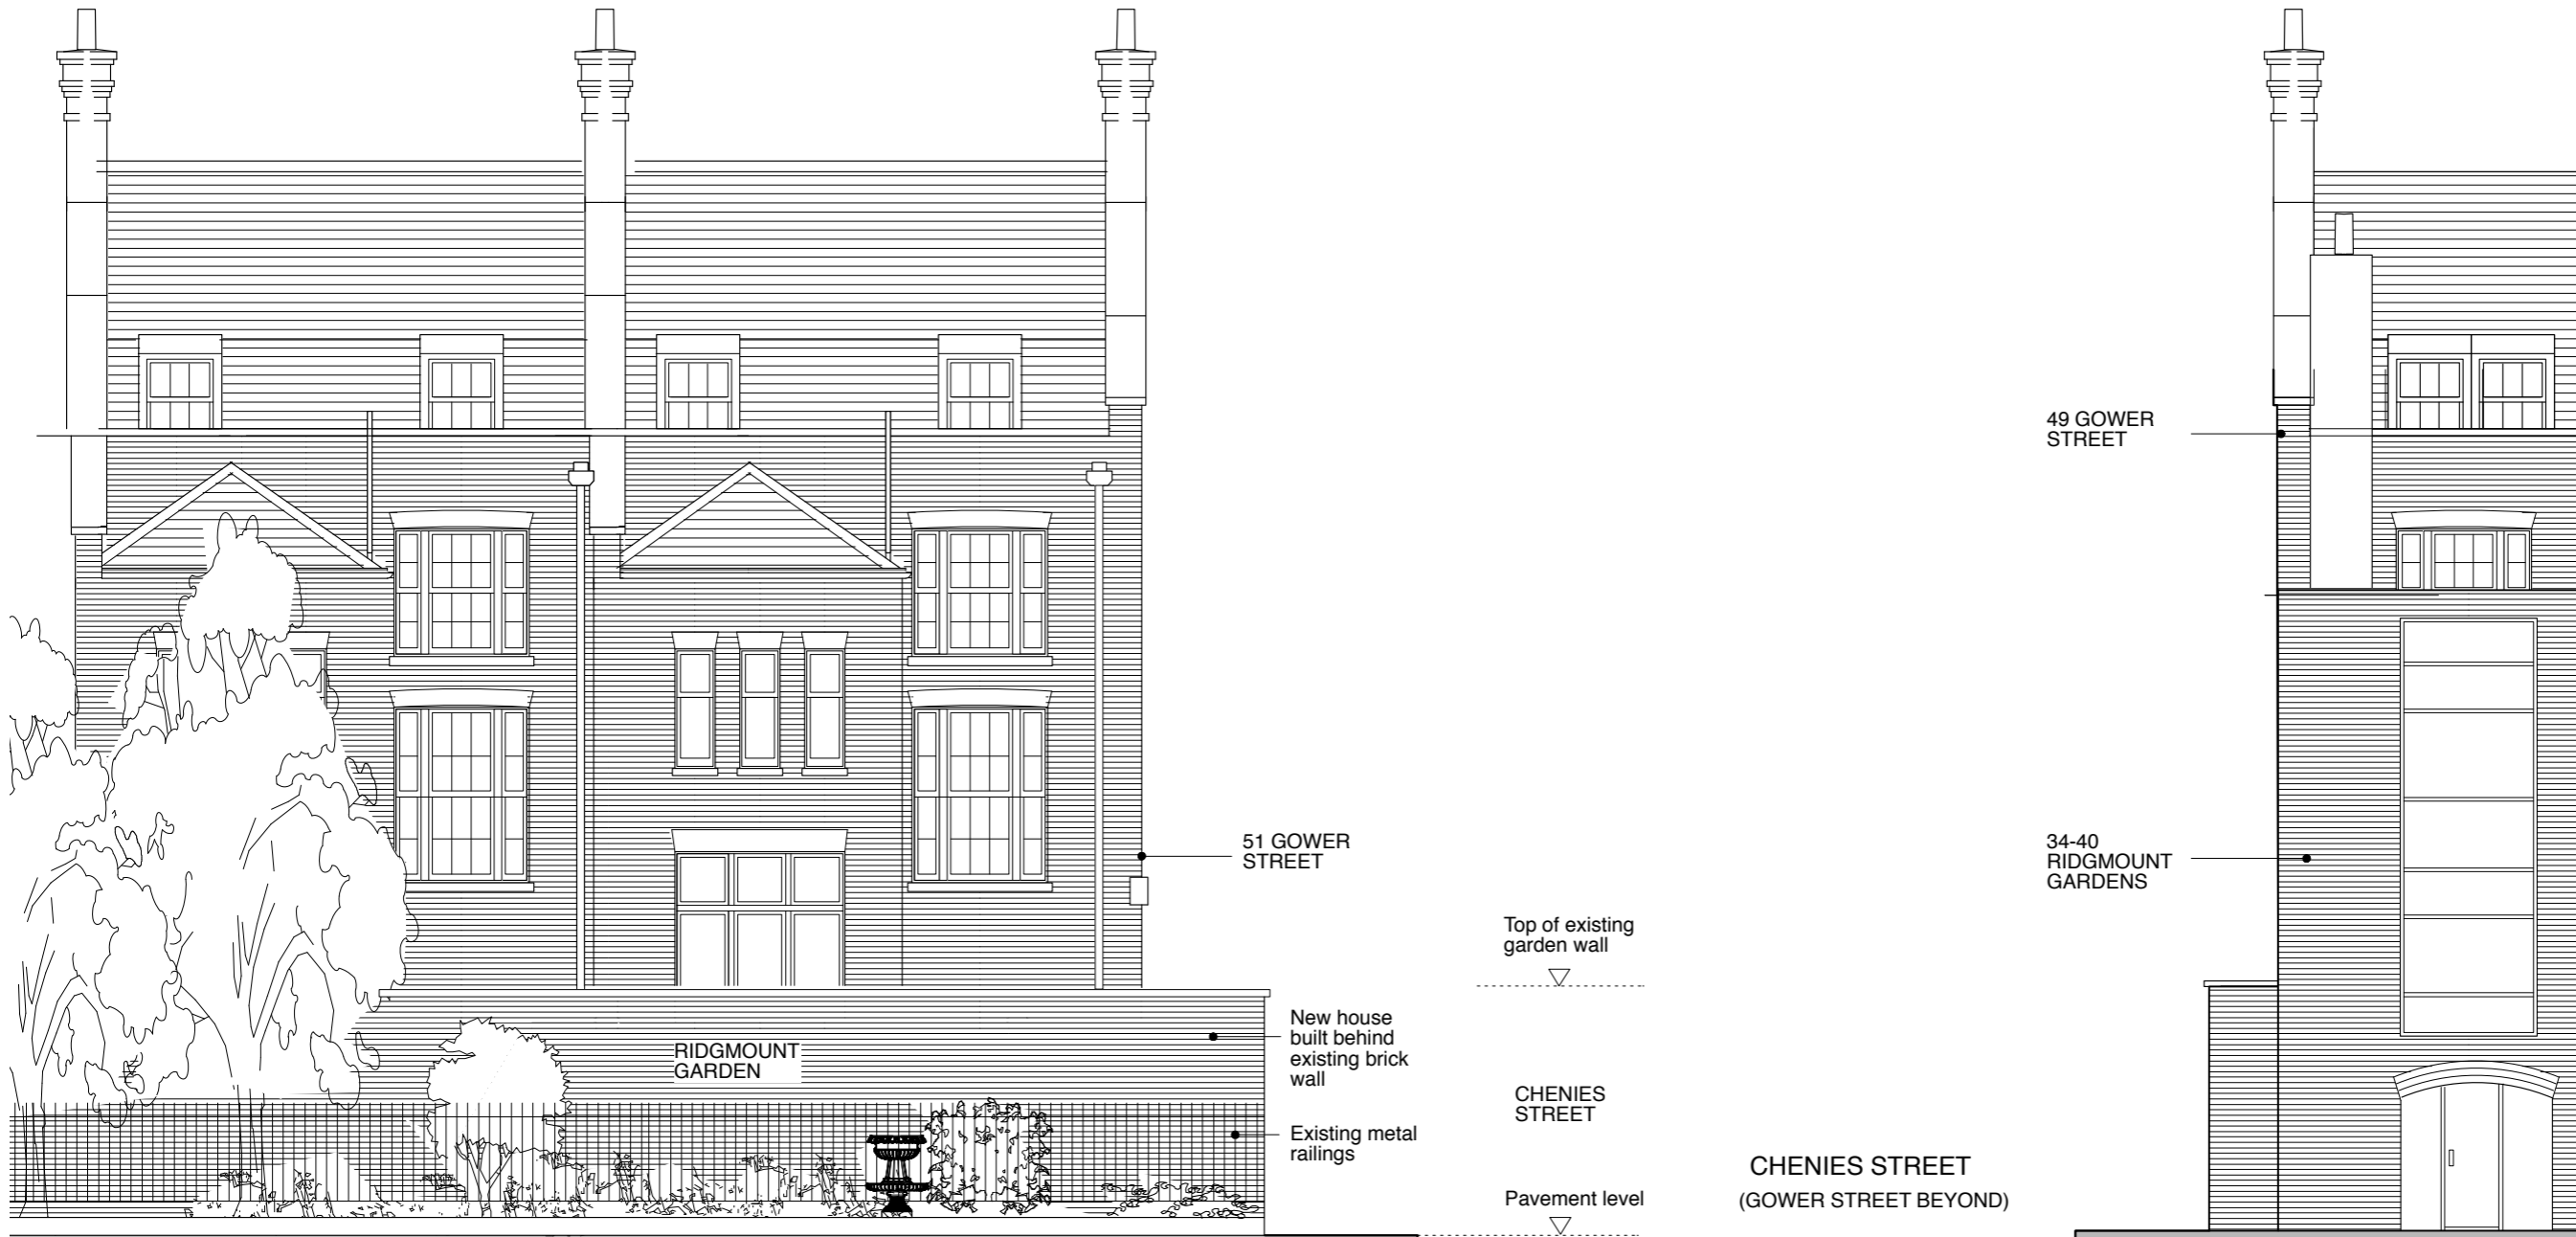 49 GOWER
STREET
51 GOWER
STREET
34-40
RIDGMOUNT
GARDENS
Top of existing
garden wall
New house
built behind
existing brick
wall
RIDGMOUNT
GARDEN
CHENIES
STREET
Existing metal
railings
CHENIES STREET
(GOWER STREET BEYOND)
Pavement level